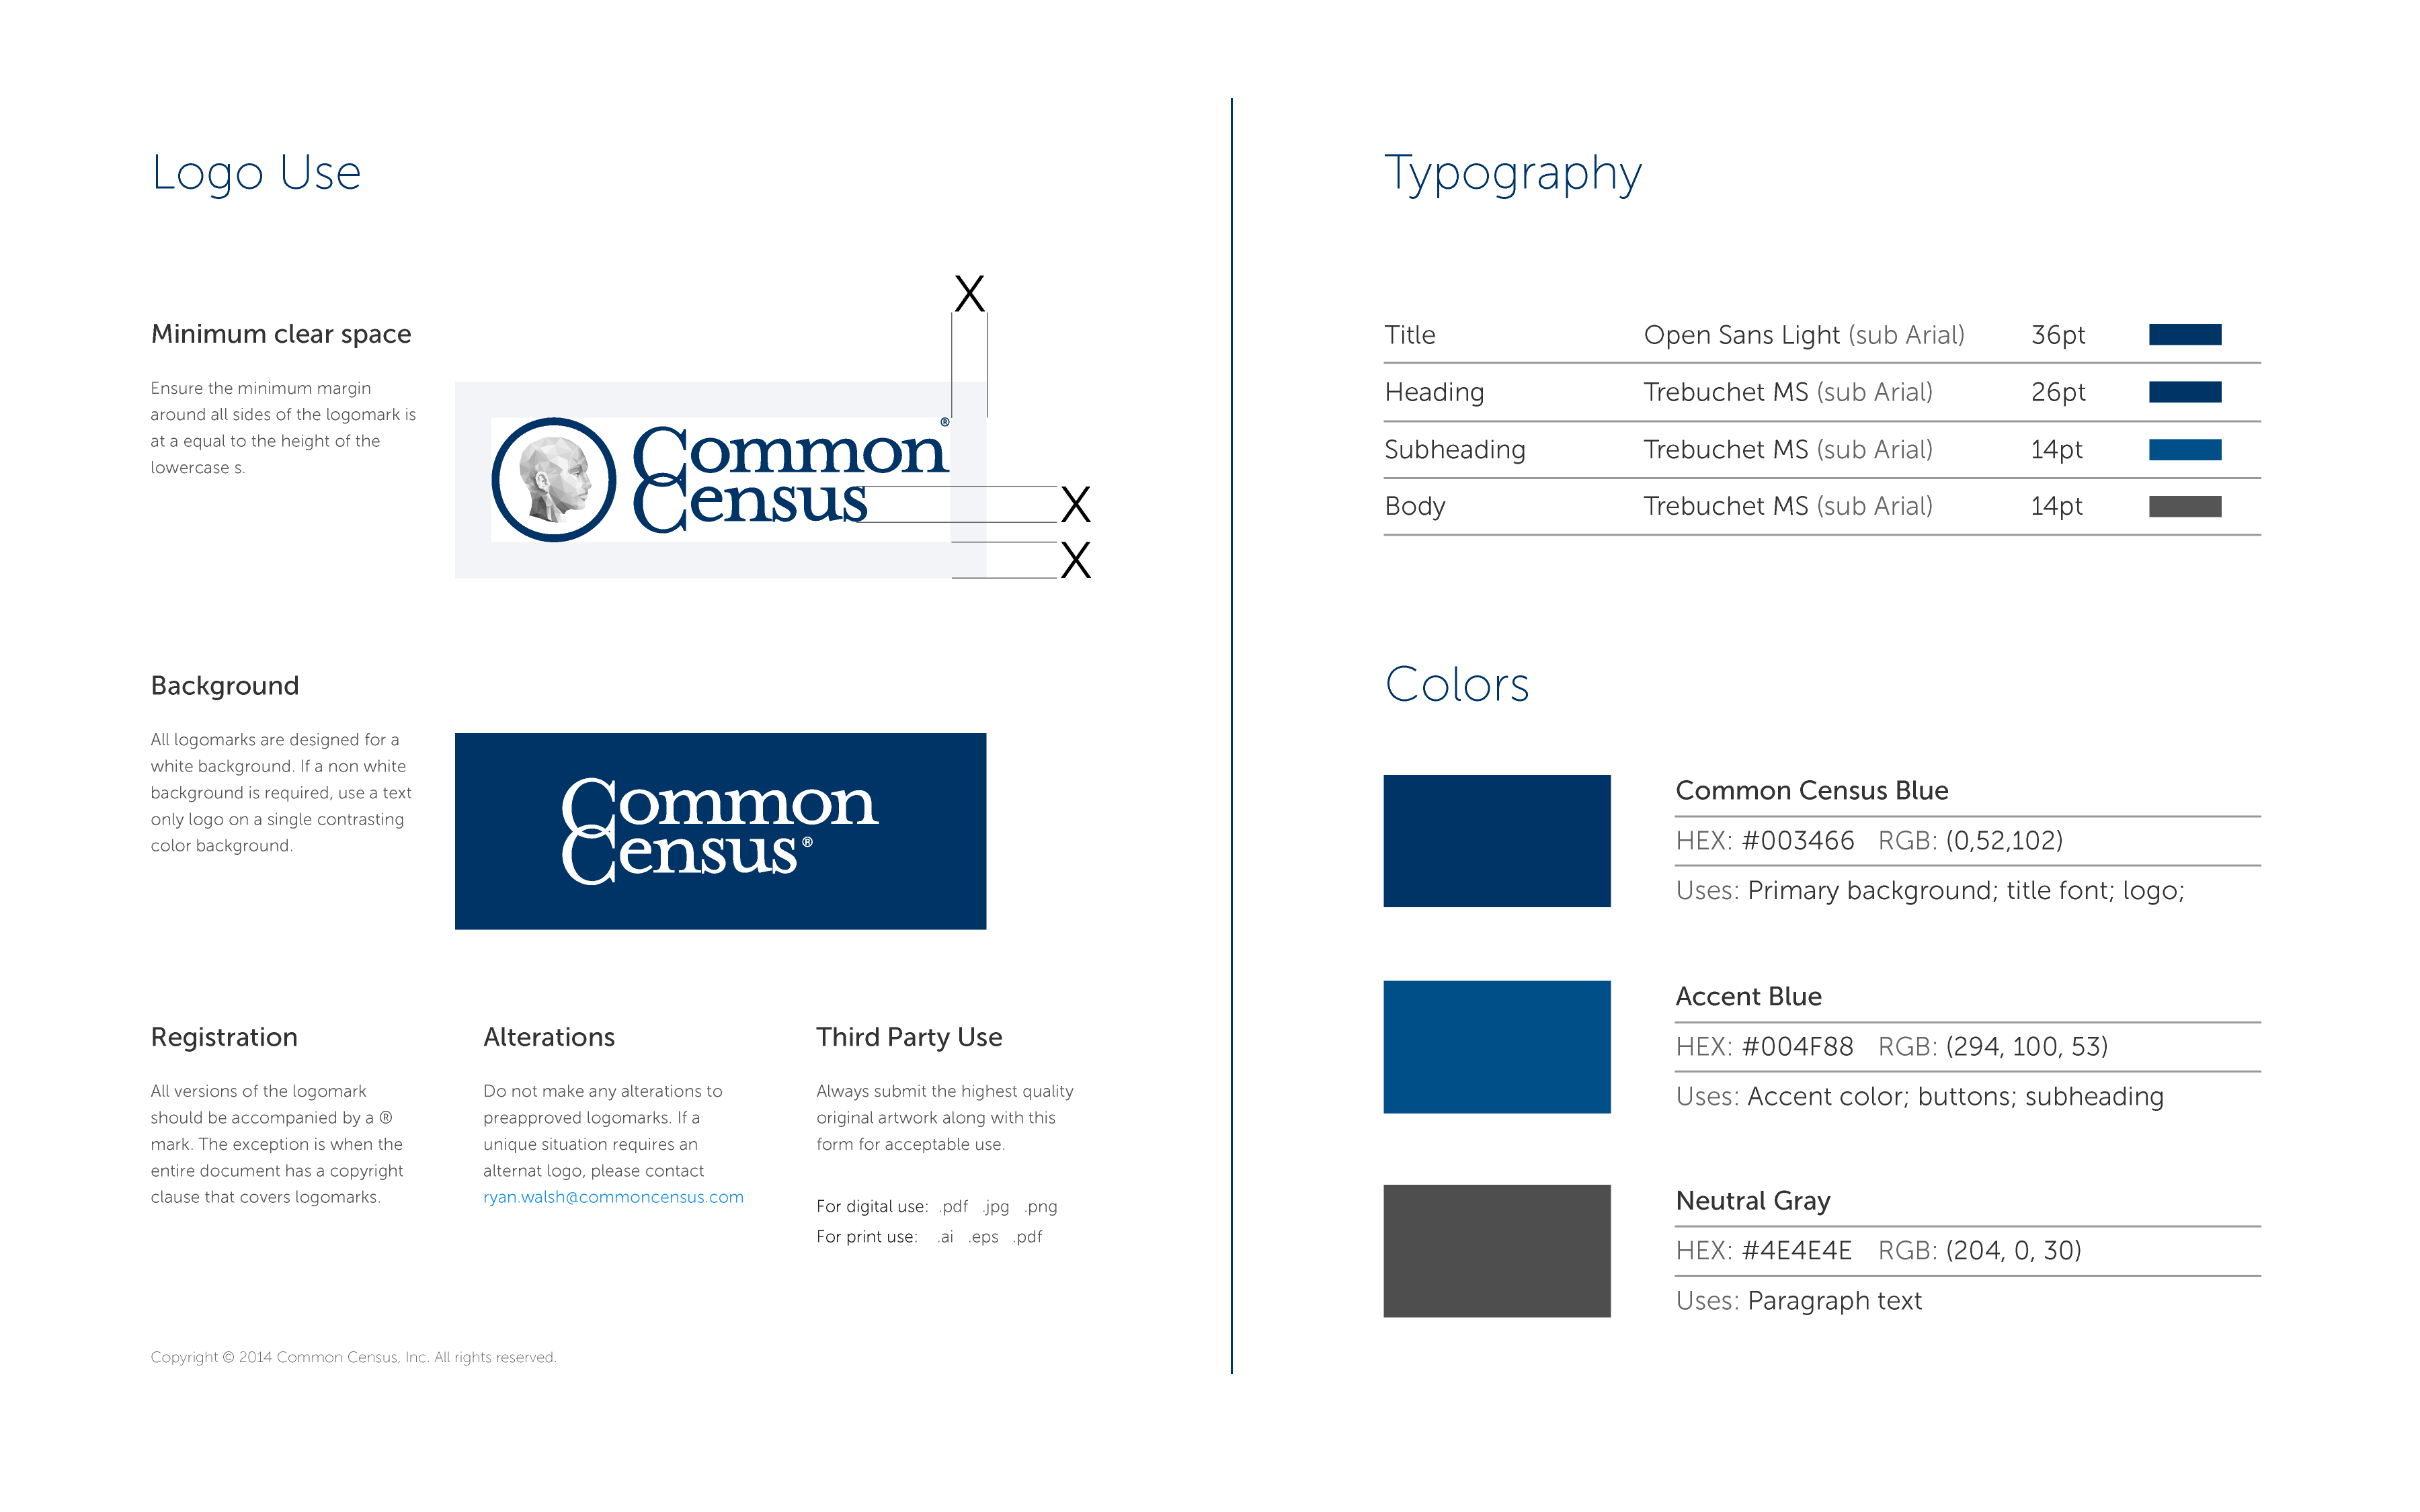 Logo Use
Minimum clear space
Ensure the minimum margin
around all sides of the logomark is
at a equal to the height of the
lowercase s.
X
Common®
Census
X
X
Background
All logomarks are designed for a
white background. If a non white
background is required, use a text
only logo on a single contrasting
color background.
Common
Census®
Registration
All versions of the logomark
should be accompanied by a ®
mark. The exception is when the
entire document has a copyright
clause that covers logomarks.
Alterations
Do not make any alterations to
preapproved logomarks. If a
unique situation requires an
alternat logo, please contact
ryan.walsh@commoncensus.com
Third Party Use
Always submit the highest quality
original artwork along with this
form for acceptable use.
For digital use: .pdf .jpg .png
For print use: .ai .eps .pdf
Copyright © 2014 Common Census, Inc. All rights reserved.
Typography
Title Open Sans Light (sub Arial) 36pt
Heading Trebuchet MS (sub Arial) 26pt
Subheading Trebuchet MS (sub Arial) 14pt
Body Trebuchet MS (sub Arial) 14pt
Colors
Common Census Blue
HEX: #003466 RGB: (0,52,102)
Uses: Primary background; title font; logo;
Accent Blue
HEX: #004F88 RGB: (294, 100, 53)
Uses: Accent color; buttons; subheading
Neutral Gray
HEX: #4E4E4E RGB: (204, 0, 30)
Uses: Paragraph text